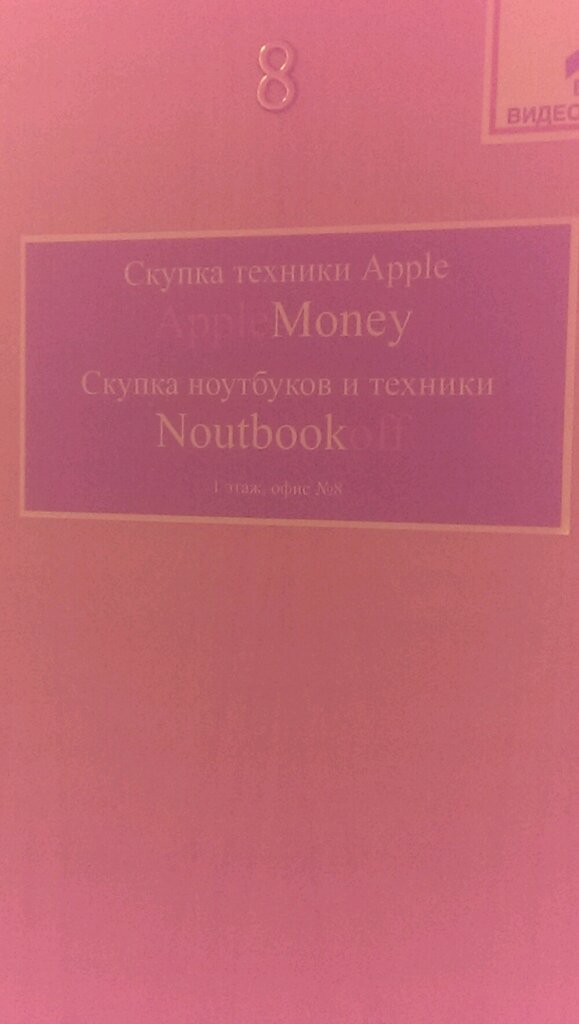 8
ВИДЕО
Скупка техники Apple
AppleMoney
Скупка ноутбуков и техники
Noutbookoff
1 этаж, офис №8